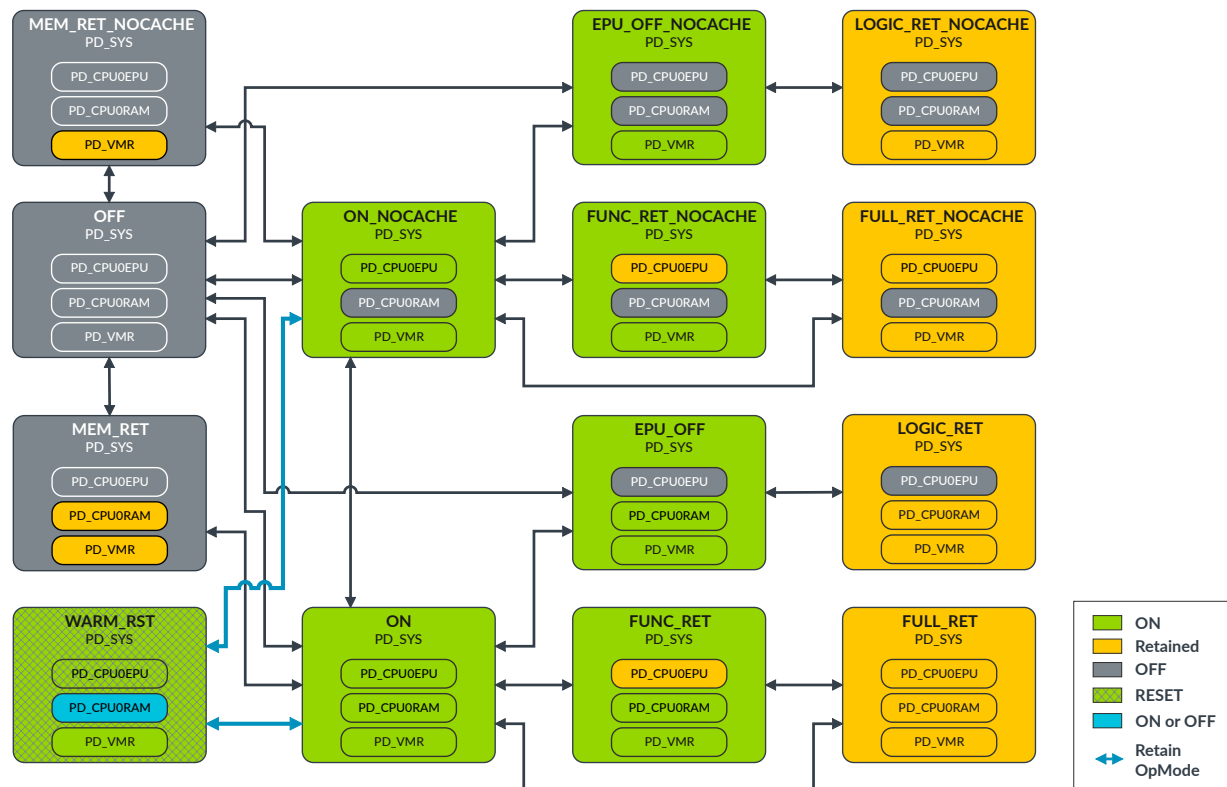 MEM_RET_NOCACHE
PD_SYS
PD_CPU0EPU
PD_CPU0RAM
PD_VMR
EPU_OFF_NOCACHE
PD_SYS
PD_CPU0EPU
PD_CPU0RAM
PD_VMR
LOGIC_RET_NOCACHE
PD_SYS
PD_CPU0EPU
PD_CPU0RAM
PD_VMR
OFF
PD_SYS
PD_CPU0EPU
PD_CPU0RAM
PD_VMR
ON_NOCACHE
PD_SYS
PD_CPU0EPU
PD_CPU0RAM
PD_VMR
FUNC_RET_NOCACHE
PD_SYS
PD_CPU0EPU
PD_CPU0RAM
PD_VMR
FULL_RET_NOCACHE
PD_SYS
PD_CPU0EPU
PD_CPU0RAM
PD_VMR
MEM_RET
PD_SYS
PD_CPU0EPU
PD_CPU0RAM
PD_VMR
EPU_OFF
PD_SYS
PD_CPU0EPU
PD_CPU0RAM
PD_VMR
LOGIC_RET
PD_SYS
PD_CPU0EPU
PD_CPU0RAM
PD_VMR
WARM_RST
PD_SYS
PD_CPU0EPU
PD_CPU0RAM
PD_VMR
ON
PD_SYS
PD_CPU0EPU
PD_CPU0RAM
PD_VMR
FUNC_RET
PD_SYS
PD_CPU0EPU
PD_CPU0RAM
PD_VMR
FULL_RET
PD_SYS
PD_CPU0EPU
PD_CPU0RAM
PD_VMR
ON
Retained
OFF
RESET
ON or OFF
Retain
OpMode